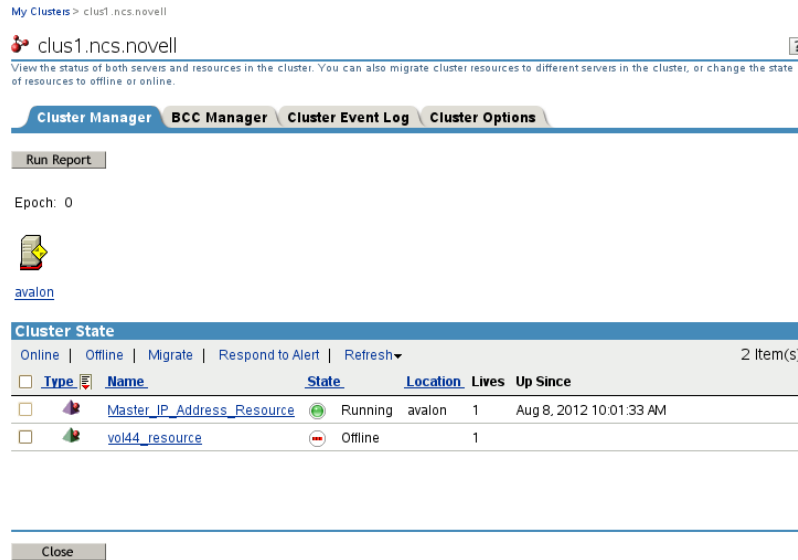 My Clusters > clus1.ncs.novell
clus1.ncs.novell
?
View the status of both servers and resources in the cluster. You can also migrate cluster resources to different servers in the cluster, or change the state
of resources to offline or online.
Cluster Manager BCC Manager Cluster Event Log Cluster Options
Run Report
Epoch: 0
avalon
Cluster State
Online | Offline | Migrate | Respond to Alert | Refresh 2 Item(s)
Type Name State Location Lives Up Since
Master_IP_Address_Resource Running avalon 1 Aug 8, 2012 10:01:33 AM
vol44_resource Offline 1
Close